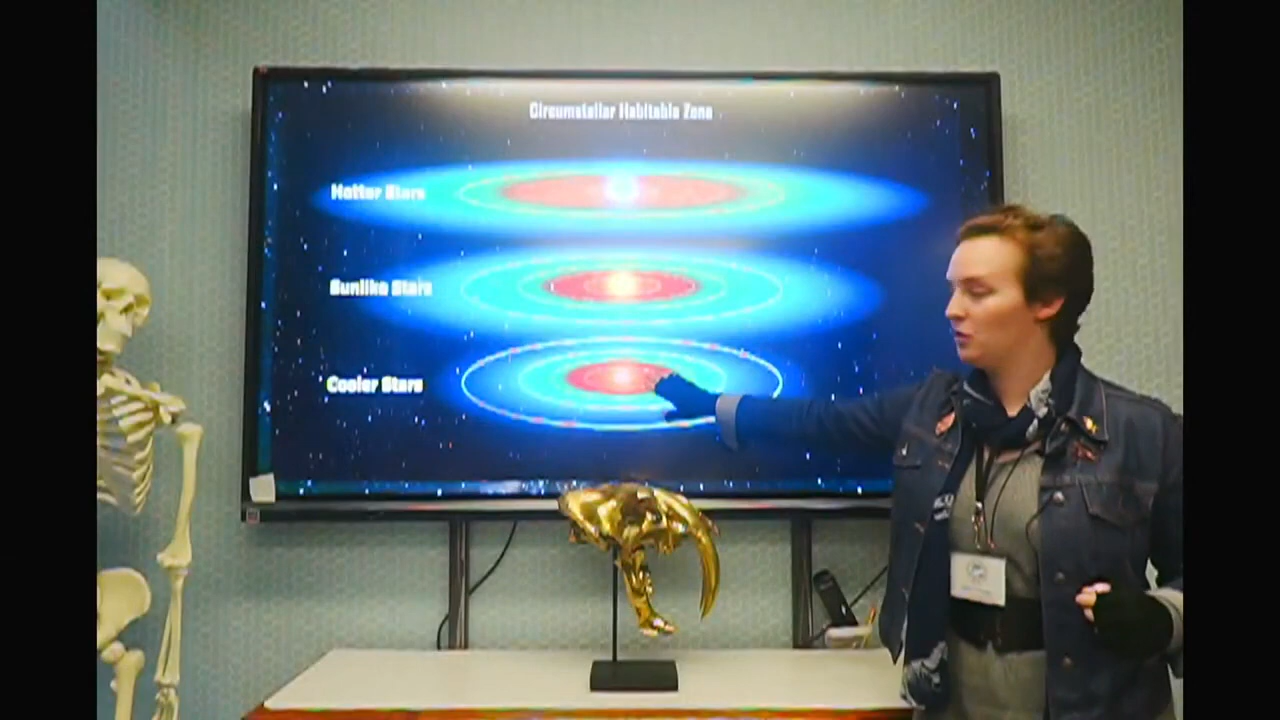 Circumstellar Habitable Zone
Hotter Stars
Sunlike Stars
Cooler Stars